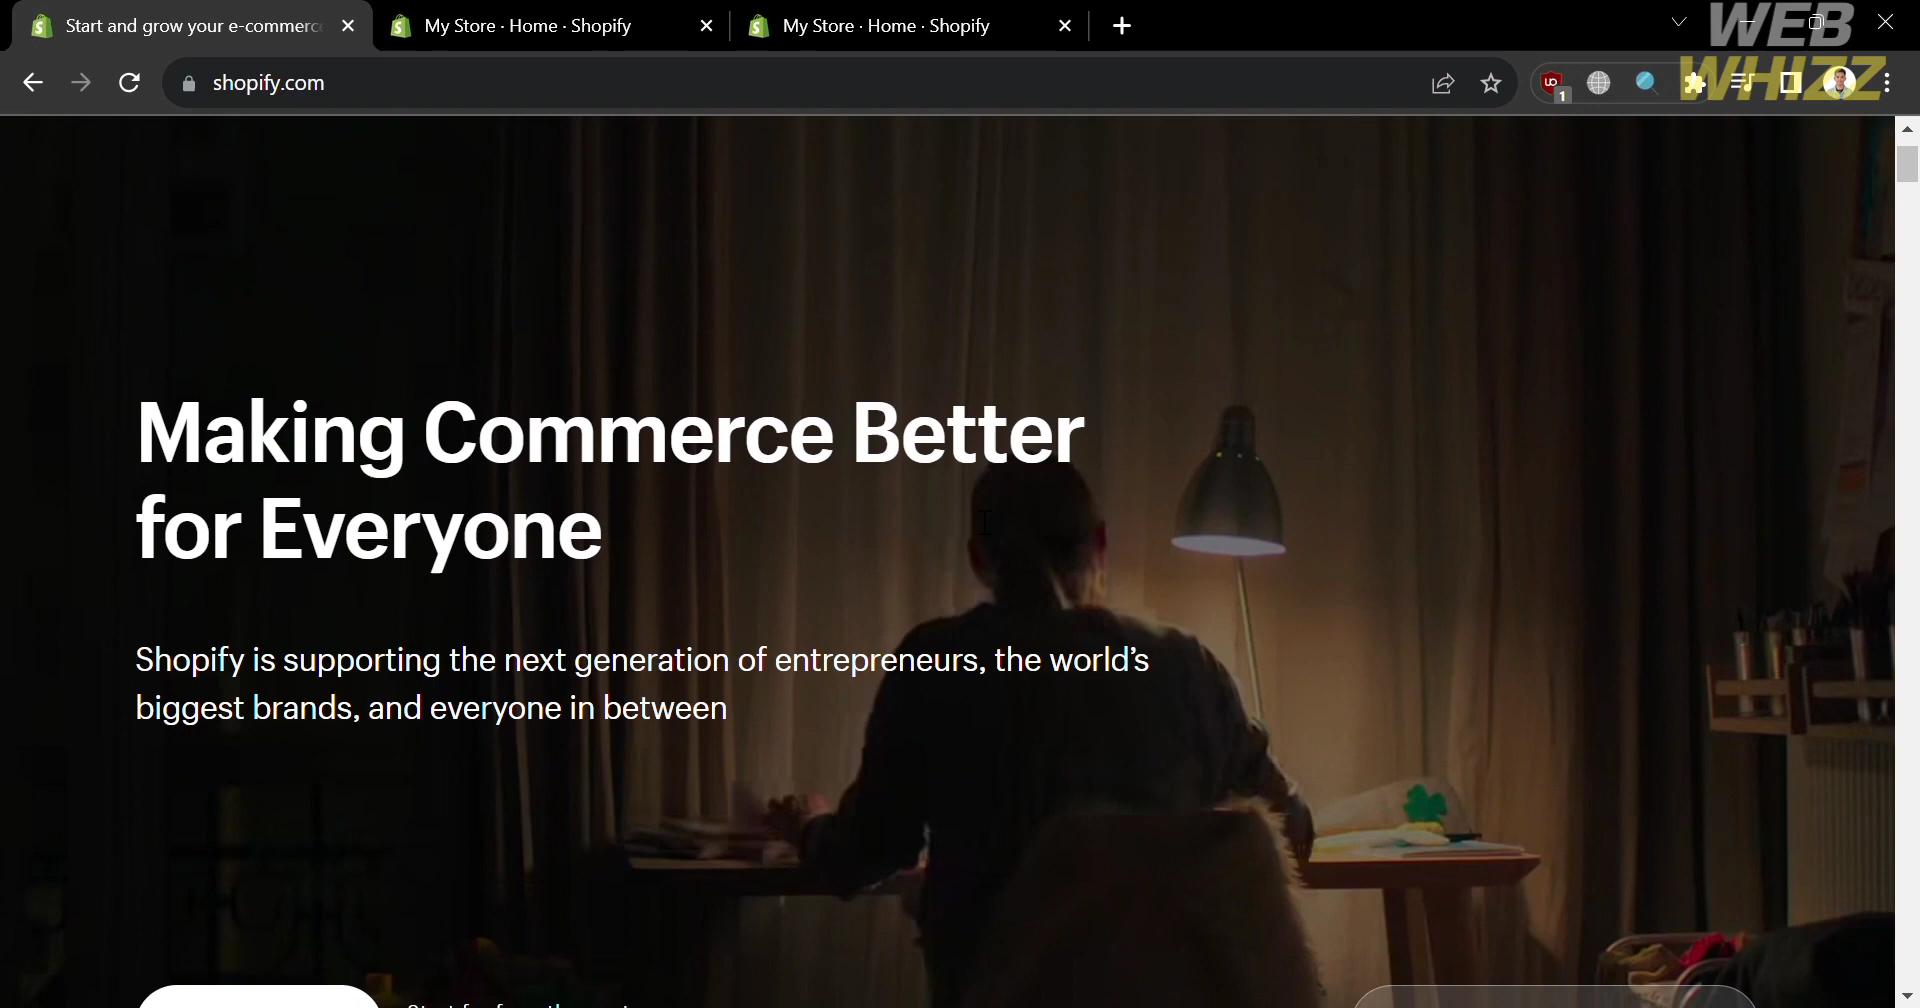 Start and grow your e-commerc
My Store · Home · Shopify
My Store · Home · Shopify
WEB
WHIZZ
shopify.com
1
Making Commerce Better
for Everyone
Shopify is supporting the next generation of entrepreneurs, the world’s
biggest brands, and everyone in between